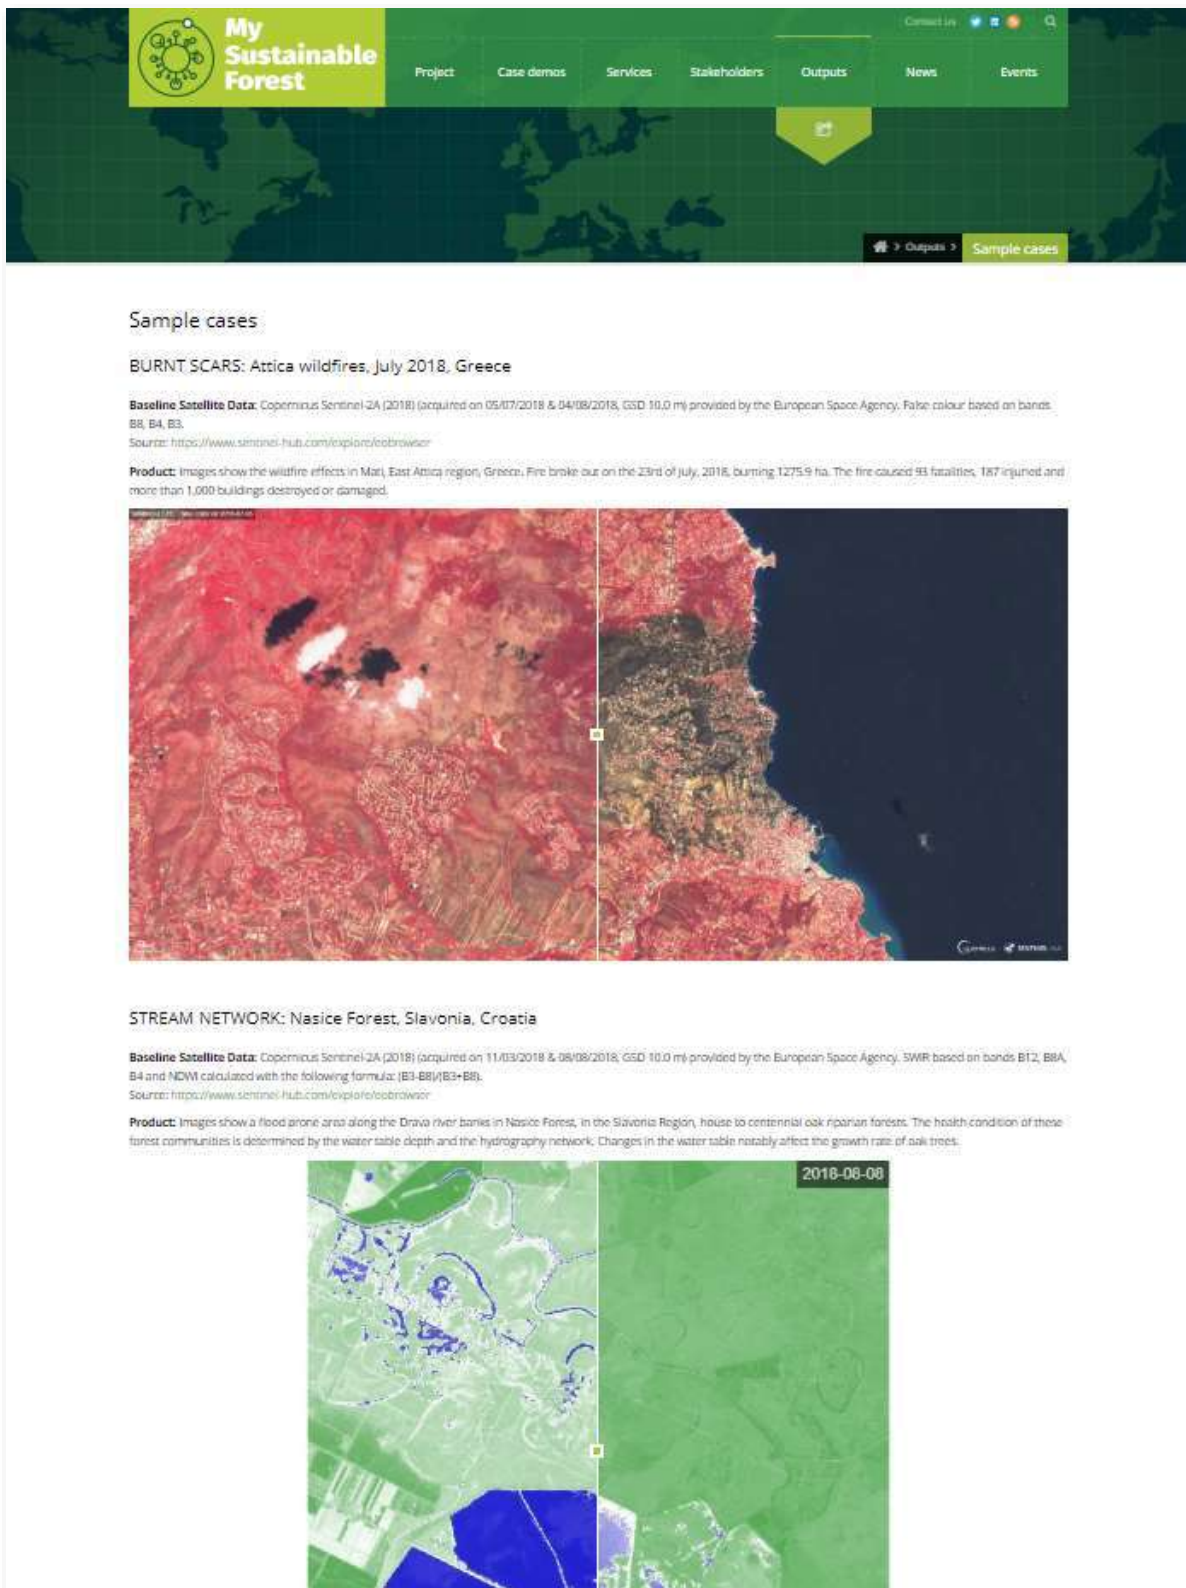 My
Sustainable
Forest
Contact us
Project
Case demos
Services
Stakeholders
Outputs
News
Events
> Outputs >
Sample cases
Sample cases
BURNT SCARS: Attica wildfires, July 2018, Greece
Baseline Satellite Data: Copernicus Sentinel-2A (2018) (acquired on 05/07/2018 & 04/08/2018, GSD 10.0 m) provided by the European Space Agency. False colour based on bands
B8, B4, B3.
Source: https://www.sentinel-hub.com/explore/eobrowser
Product: Images show the wildfire effects in Mati, East Attica region, Greece. Fire broke out on the 23rd of July, 2018, burning 1275.9 ha. The fire caused 93 fatalities, 187 injuried and
more than 1,000 buildings destroyed or damaged.
STREAM NETWORK: Nasice Forest, Slavonia, Croatia
Baseline Satellite Data: Copernicus Sentinel-2A (2018) (acquired on 11/03/2018 & 08/08/2018, GSD 10.0 m) provided by the European Space Agency. SWIR based on bands B12, B8A,
B4 and NDWI calculated with the following formula: (B3-B8)/(B3+B8).
Source: https://www.sentinel-hub.com/explore/eobrowser
Product: Images show a flood prone area along the Drava river banks in Nasice Forest, in the Slavonia Region, house to centennial oak riparian forests. The health condition of these
forest communities is determined by the water table depth and the hydrography network. Changes in the water table notably affect the growth rate of oak trees.
2018-08-08